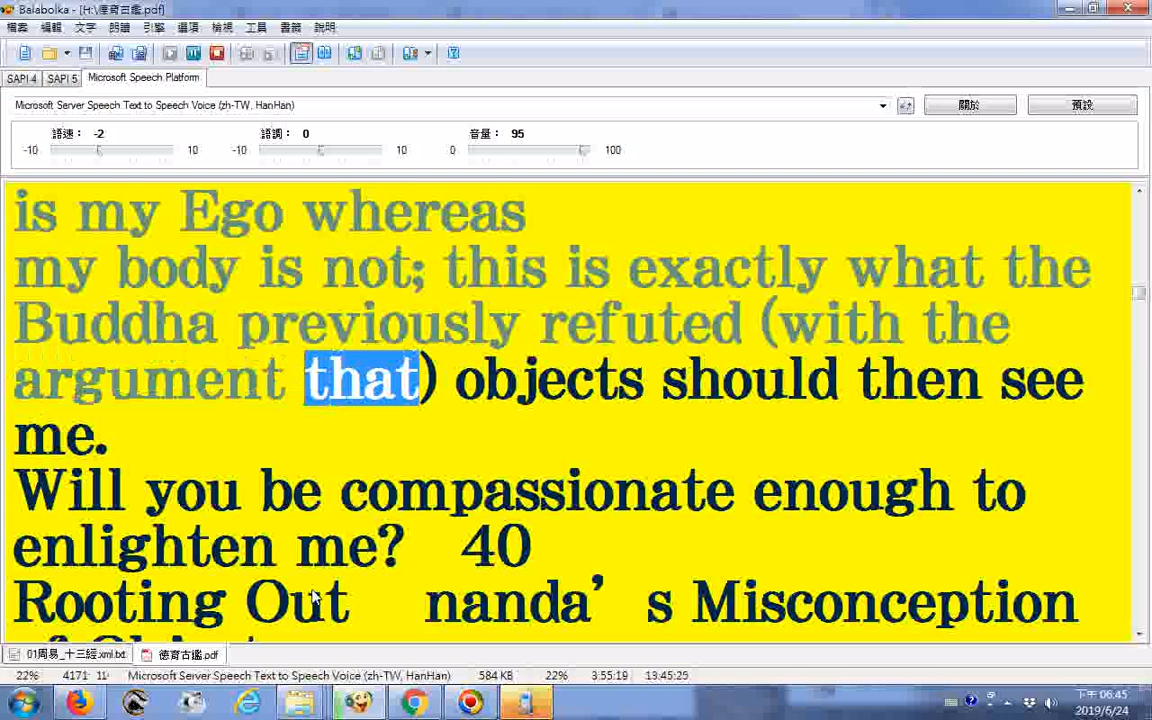 Balabolka - [H:\德育古鑑.pdf]
檔案 編輯 文字 朗讀 引擎 選項 檢視 工具 書籤 說明
SAPI 4 SAPI 5 Microsoft Speech Platform
Microsoft Server Speech Text to Speech Voice (zh-TW, HanHan)
關於 預設
語速: -2 語調: 0 音量: 95
-10 10 -10 10 0 100
is my Ego whereas
my body is not; this is exactly what the
Buddha previously refuted (with the
argument that) objects should then see
me.
Will you be compassionate enough to
enlighten me? 40
Rooting Out nanda's Misconception
01周易_十三經.xml.txt 德育古鑑.pdf
22% 4171 Microsoft Server Speech Text to Speech Voice (zh-TW, HanHan) 584 KB 22% 3:55:19 13:45:25
下午 06:45
2019/6/24